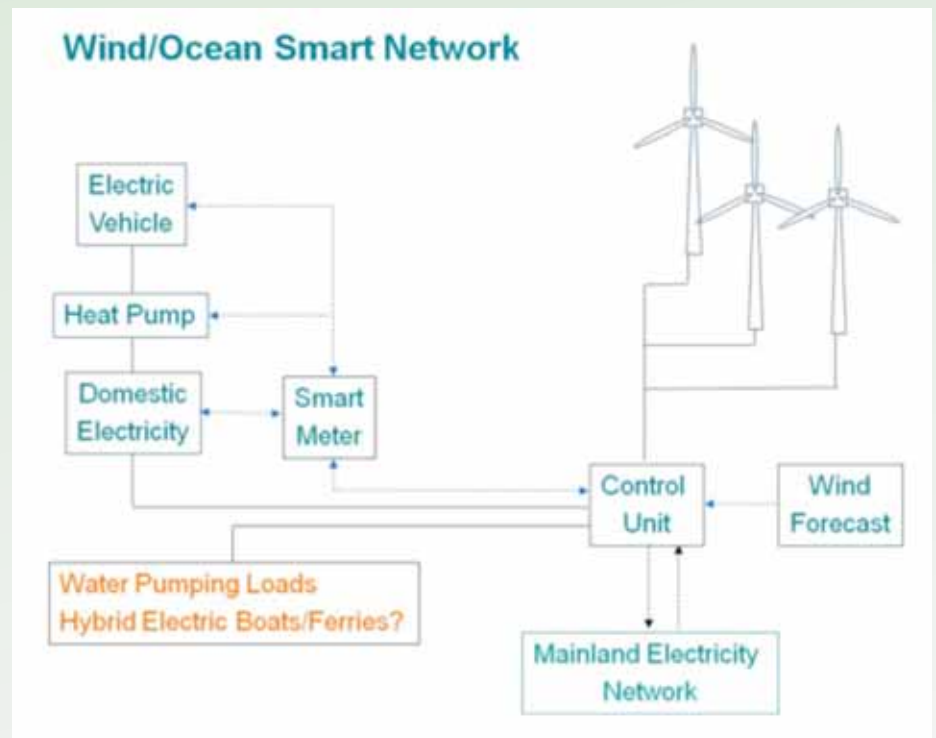 Wind/Ocean Smart Network
Electric
Vehicle
Heat Pump
Domestic
Electricity
Smart
Meter
Control
Unit
Wind
Forecast
Water Pumping Loads
Hybrid Electric Boats/Ferries?
Mainland Electricity
Network